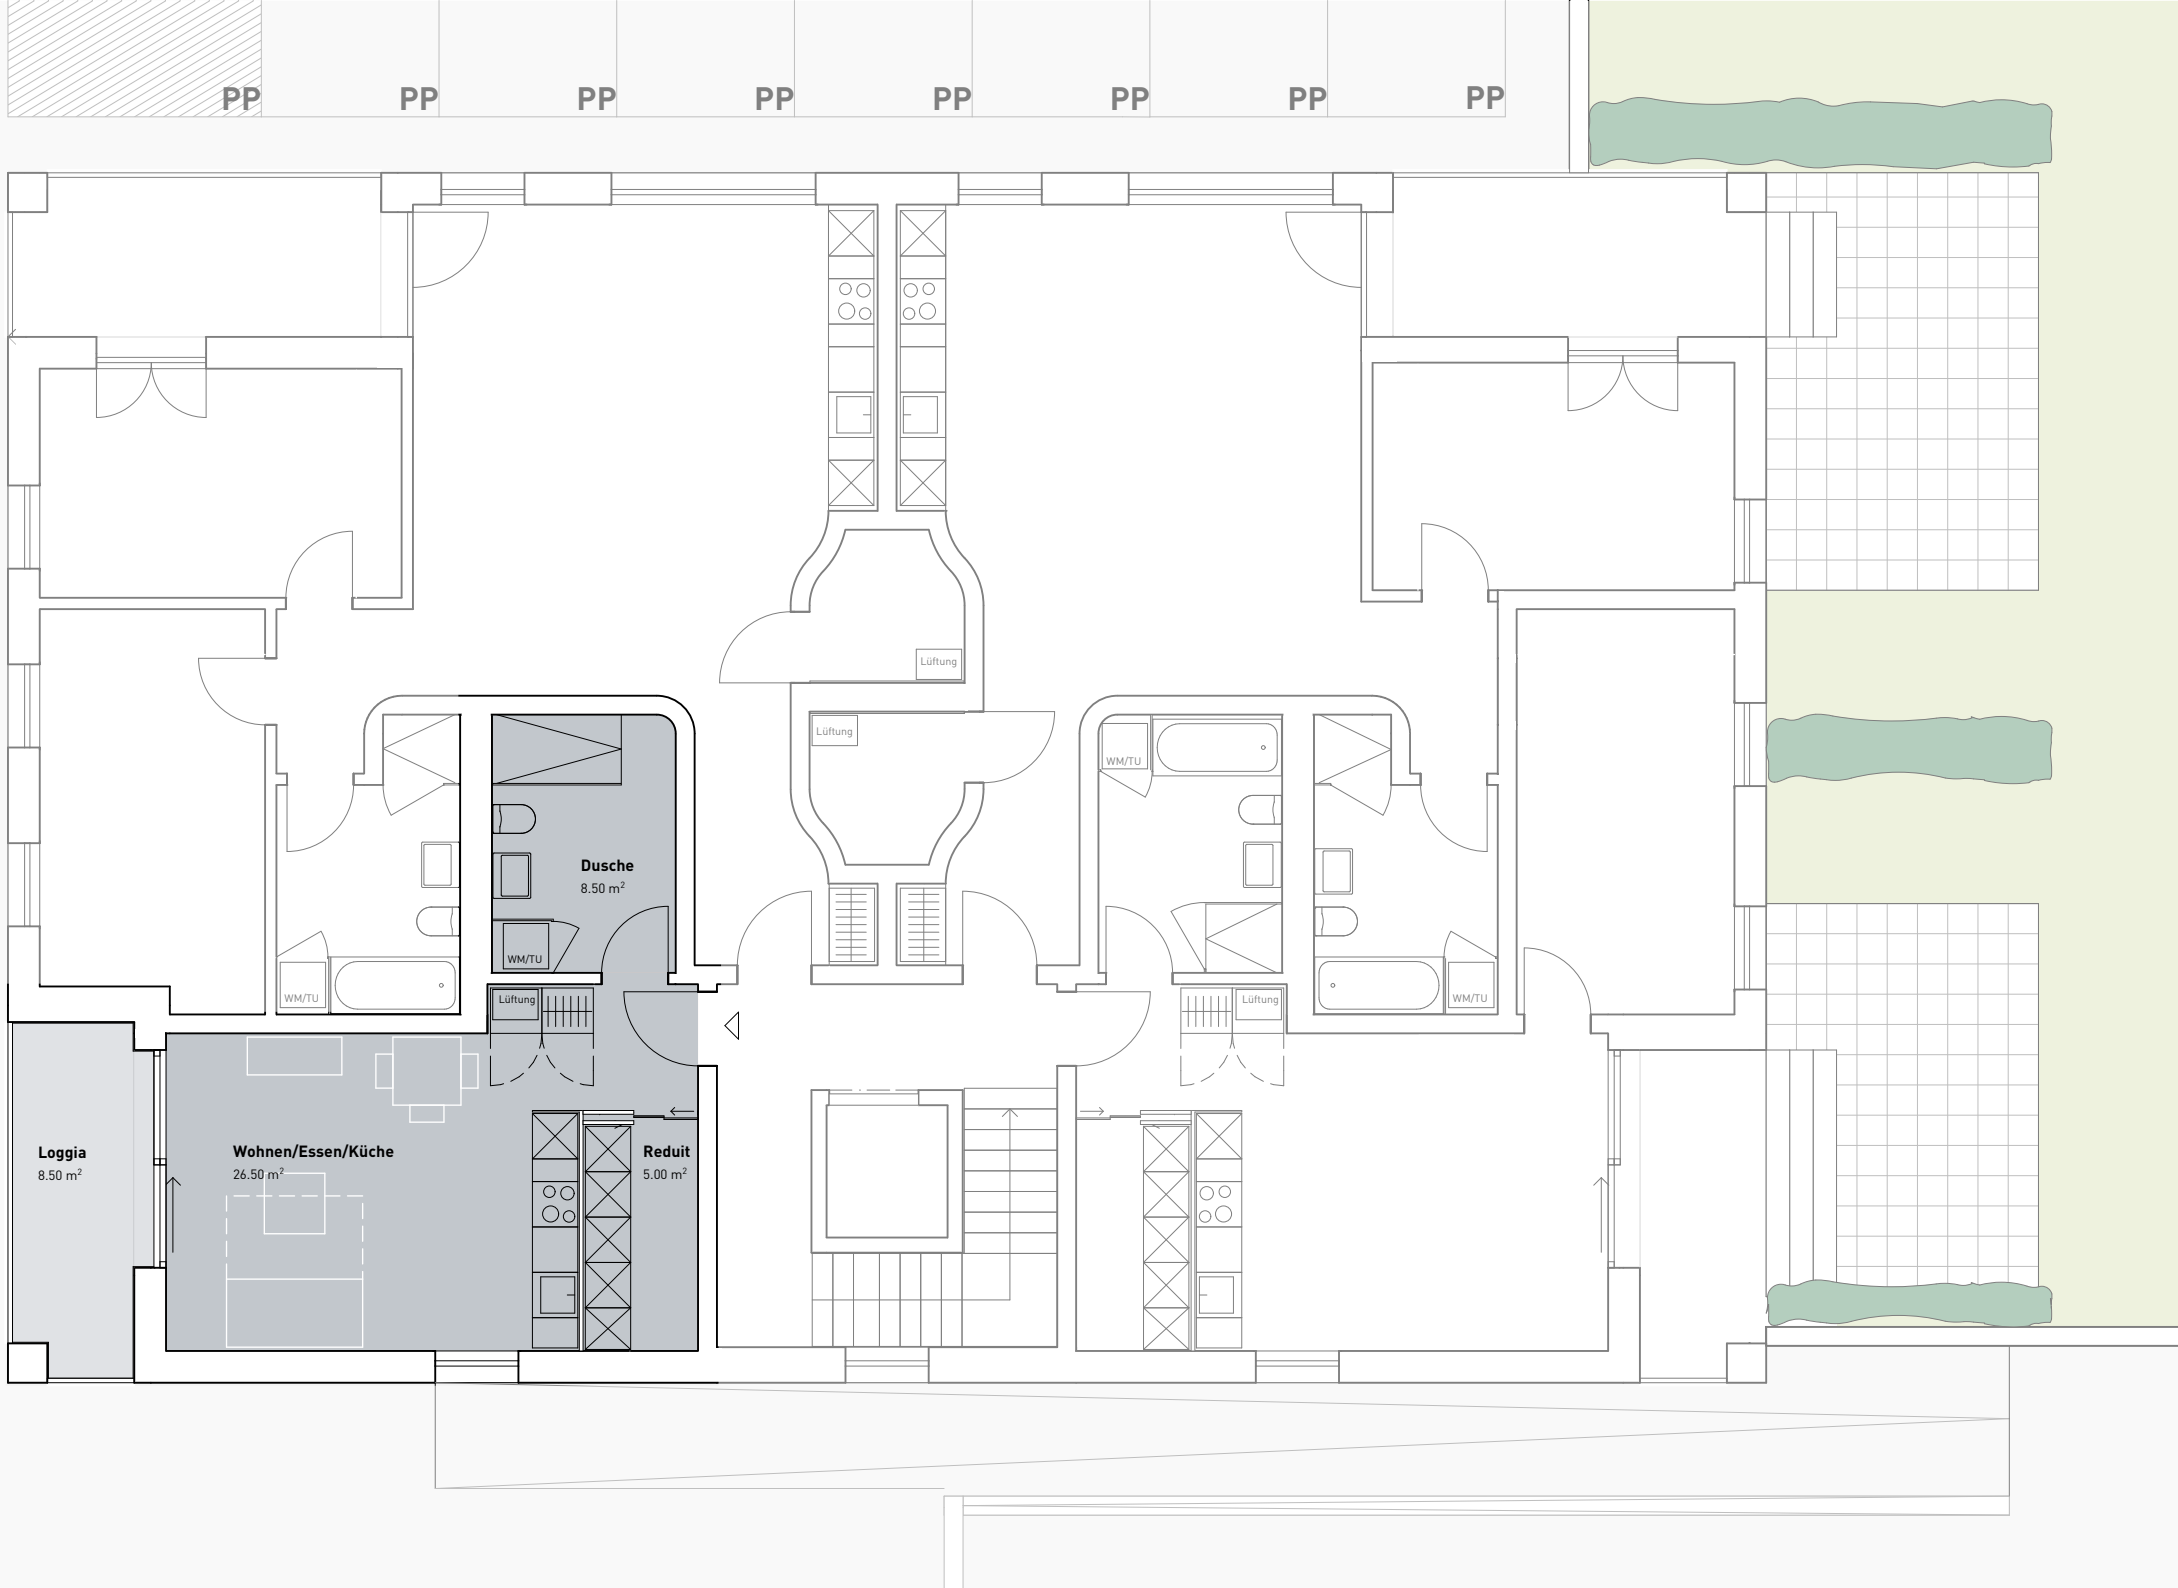 PP PP PP PP PP PP PP PP
Lüftung
Lüftung
WM/TU
Dusche
8.50 m²
WM/TU
WM/TU
Lüftung
Lüftung
WM/TU
Loggia
8.50 m²
Wohnen/Essen/Küche
26.50 m²
Reduit
5.00 m²